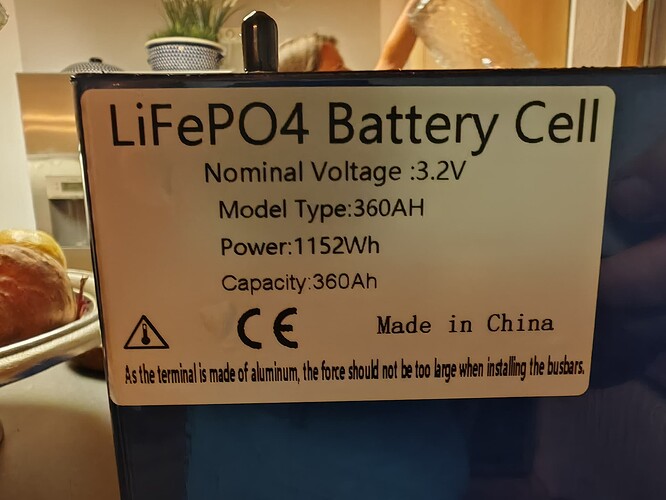 LiFePO4 Battery Cell
Nominal Voltage :3.2V
Model Type:360AH
Power:1152Wh
Capacity:360Ah
CE
Made in China
As the terminal is made of aluminum, the force should not be too large when installing the busbars.